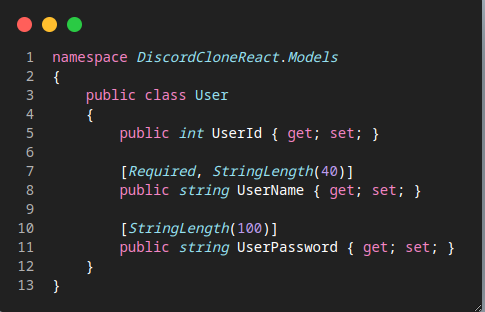 1 namespace DiscordCloneReact.Models
2 {
3     public class User
4     {
5         public int UserId { get; set; }
6
7         [Required, StringLength(40)]
8         public string UserName { get; set; }
9
10         [StringLength(100)]
11         public string UserPassword { get; set; }
12     }
13 }